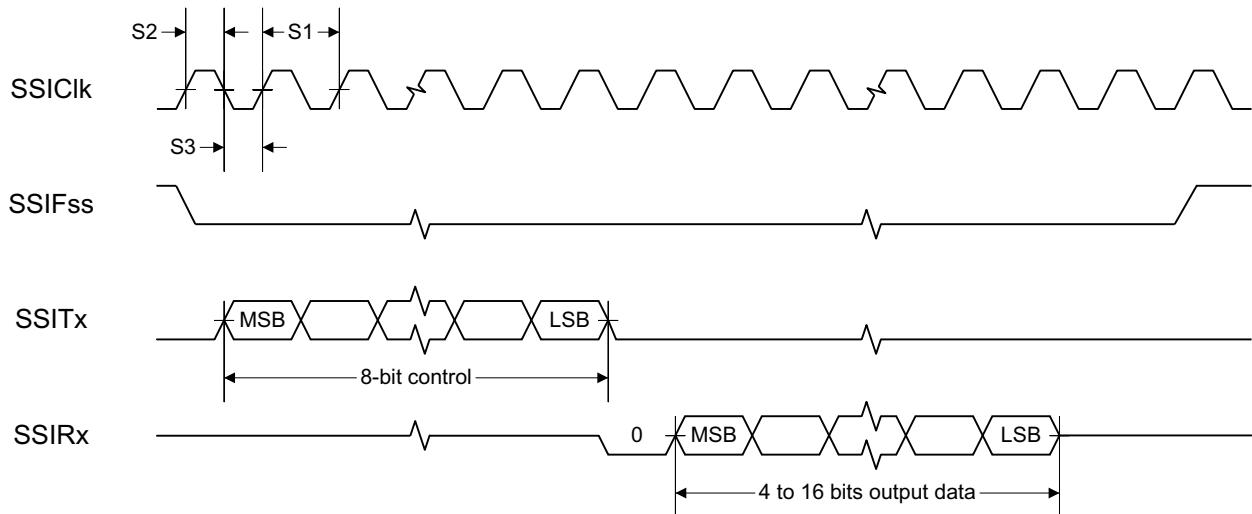 S2
S1
SSIClk
S3
SSIFss
SSITx
MSB
LSB
8-bit control
SSIRx
0
MSB
LSB
4 to 16 bits output data